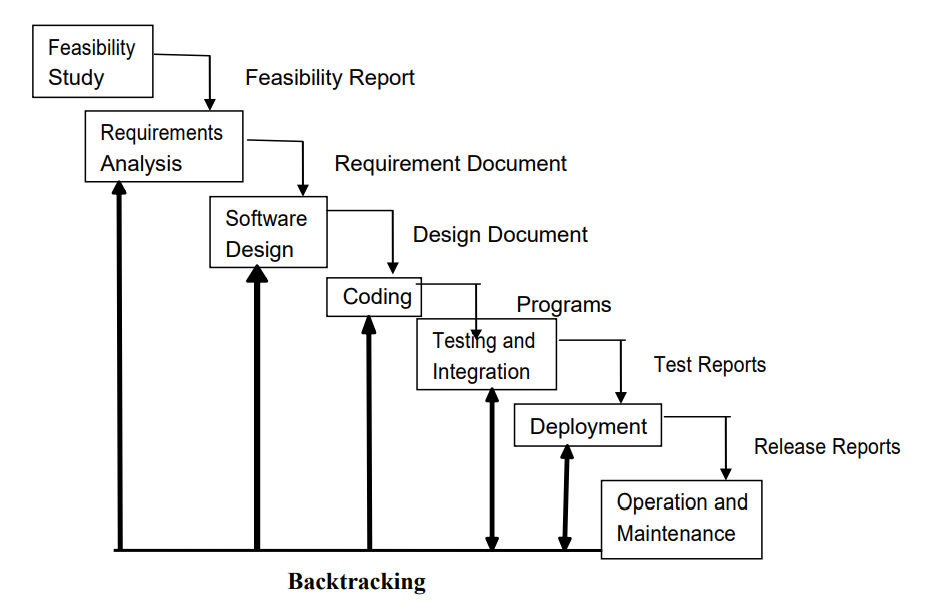 Feasibility
Study
Feasibility Report
Requirements
Analysis
Requirement Document
Software
Design
Design Document
Coding
Programs
Testing and
Integration
Test Reports
Deployment
Release Reports
Operation and
Maintenance
Backtracking